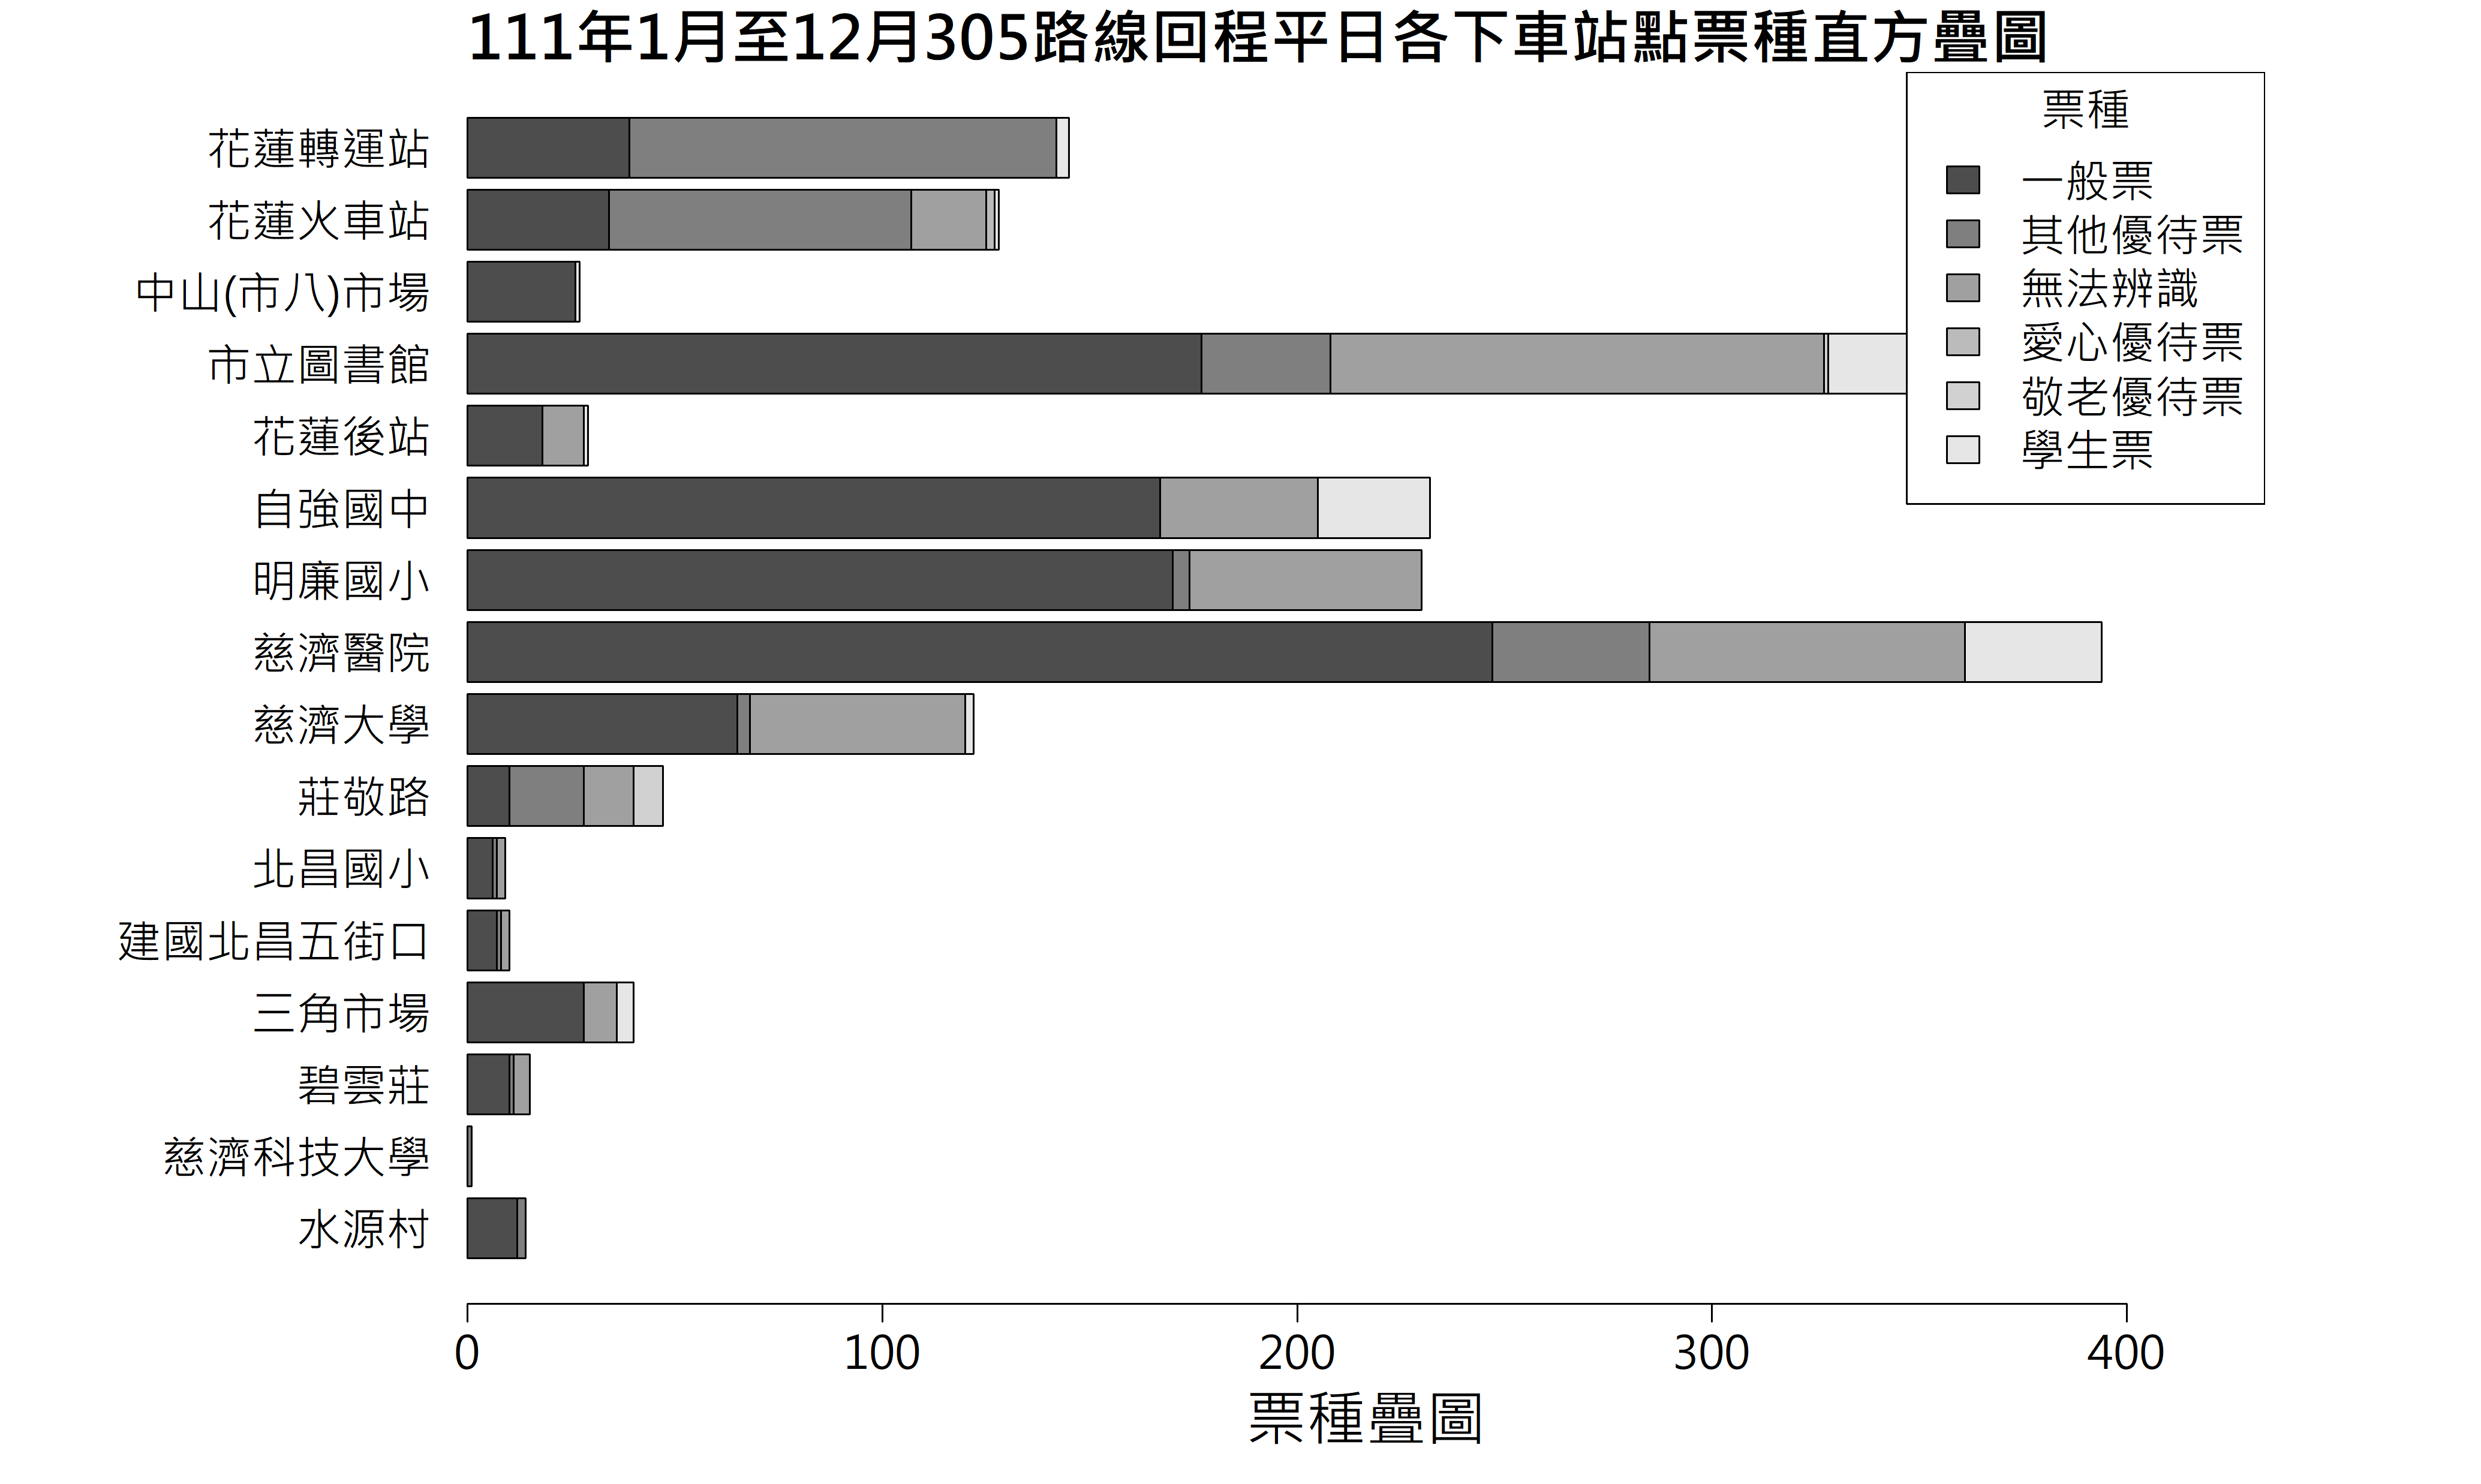 111年1月至12月305路線回程平日各下車站點票種直方疊圖
票種
一般票
其他優待票
無法辨識
愛心優待票
敬老優待票
學生票
花蓮轉運站
花蓮火車站
中山(市八)市場
市立圖書館
花蓮後站
自強國中
明廉國小
慈濟醫院
慈濟大學
莊敬路
北昌國小
建國北昌五街口
三角市場
碧雲莊
慈濟科技大學
水源村
0 100 200 300 400
票種疊圖